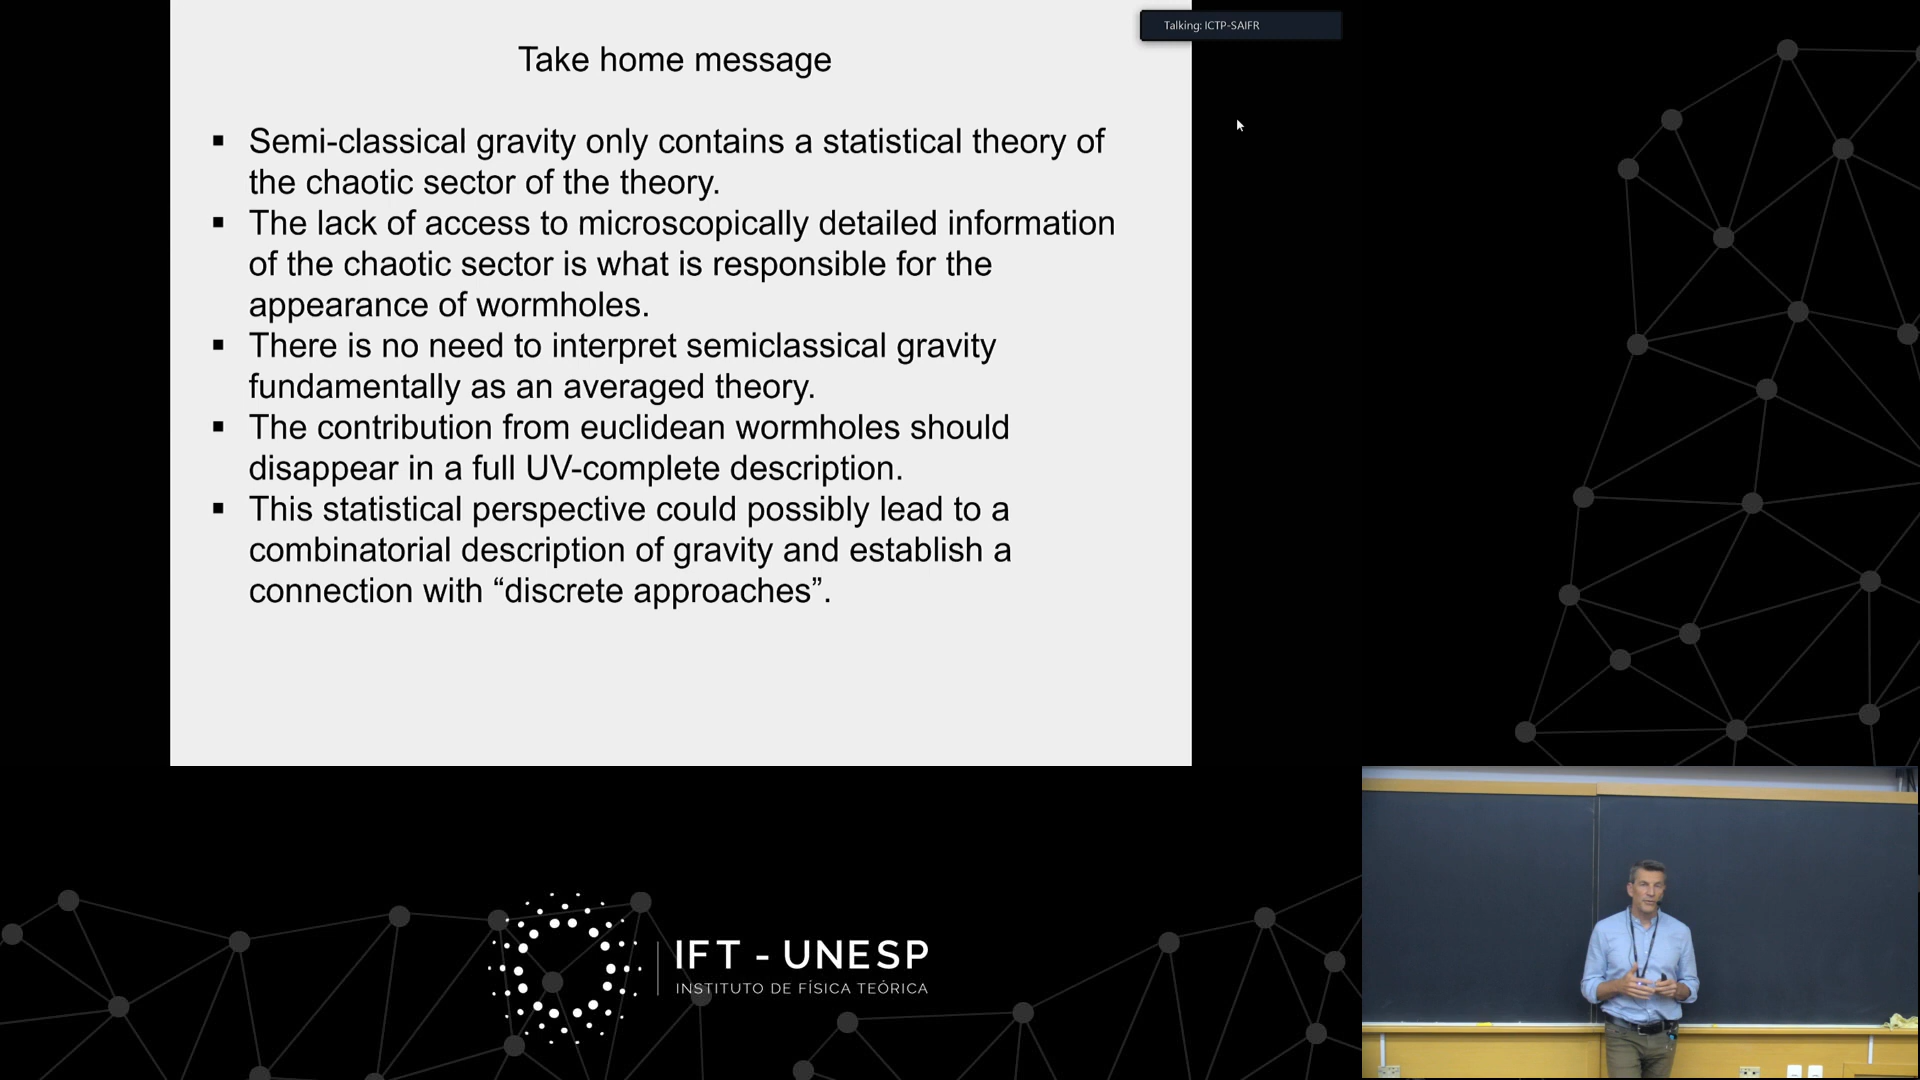 Talking: ICTP-SAIFR
Take home message
▪ Semi-classical gravity only contains a statistical theory of
the chaotic sector of the theory.
▪ The lack of access to microscopically detailed information
of the chaotic sector is what is responsible for the
appearance of wormholes.
▪ There is no need to interpret semiclassical gravity
fundamentally as an averaged theory.
▪ The contribution from euclidean wormholes should
disappear in a full UV-complete description.
▪ This statistical perspective could possibly lead to a
combinatorial description of gravity and establish a
connection with “discrete approaches”.
IFT - UNESP
INSTITUTO DE FÍSICA TEÓRICA